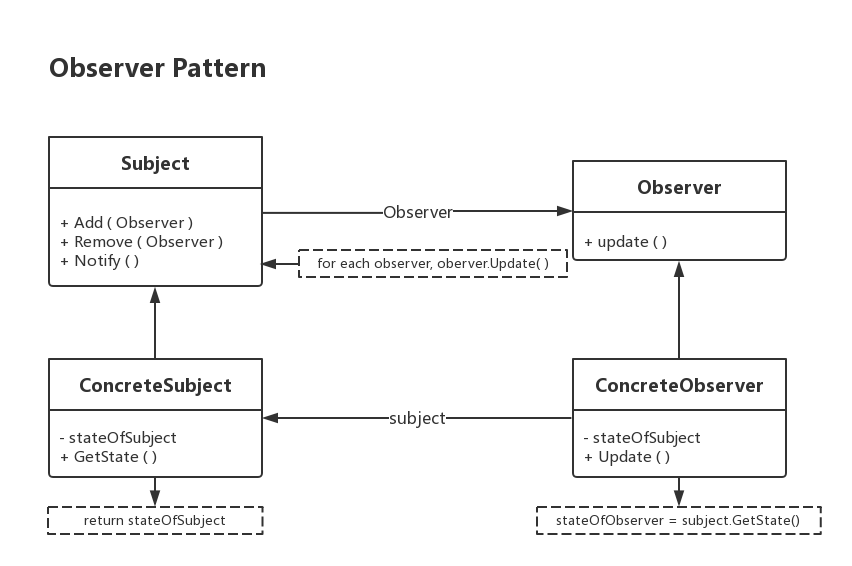 Observer Pattern
Subject
+ Add ( Observer )
+ Remove ( Observer )
+ Notify ( )
Observer
Observer
+ update ( )
for each observer, oberver.Update( )
ConcreteSubject
- stateOfSubject
+ GetState ( )
subject
ConcreteObserver
- stateOfSubject
+ Update ( )
return stateOfSubject
stateOfObserver = subject.GetState()